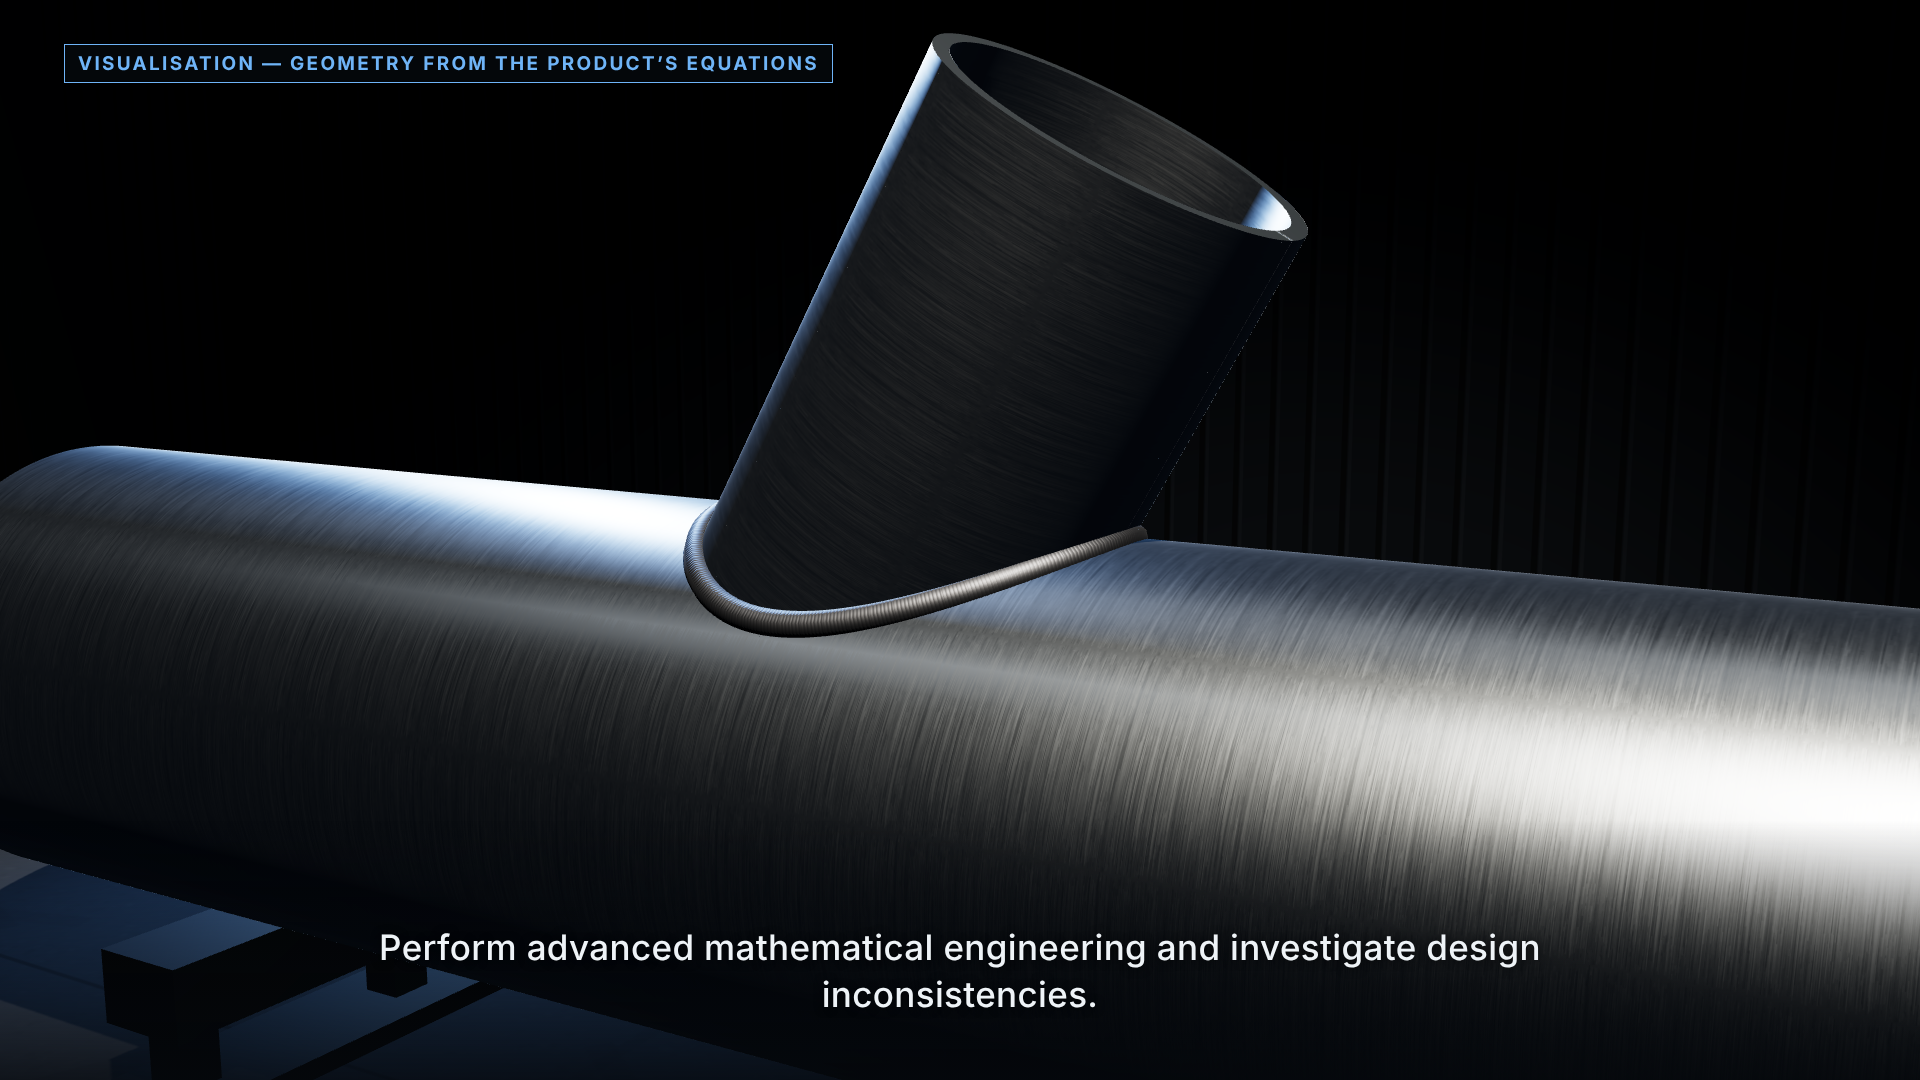 VISUALISATION — GEOMETRY FROM THE PRODUCT’S EQUATIONS
Perform advanced mathematical engineering and investigate design
inconsistencies.